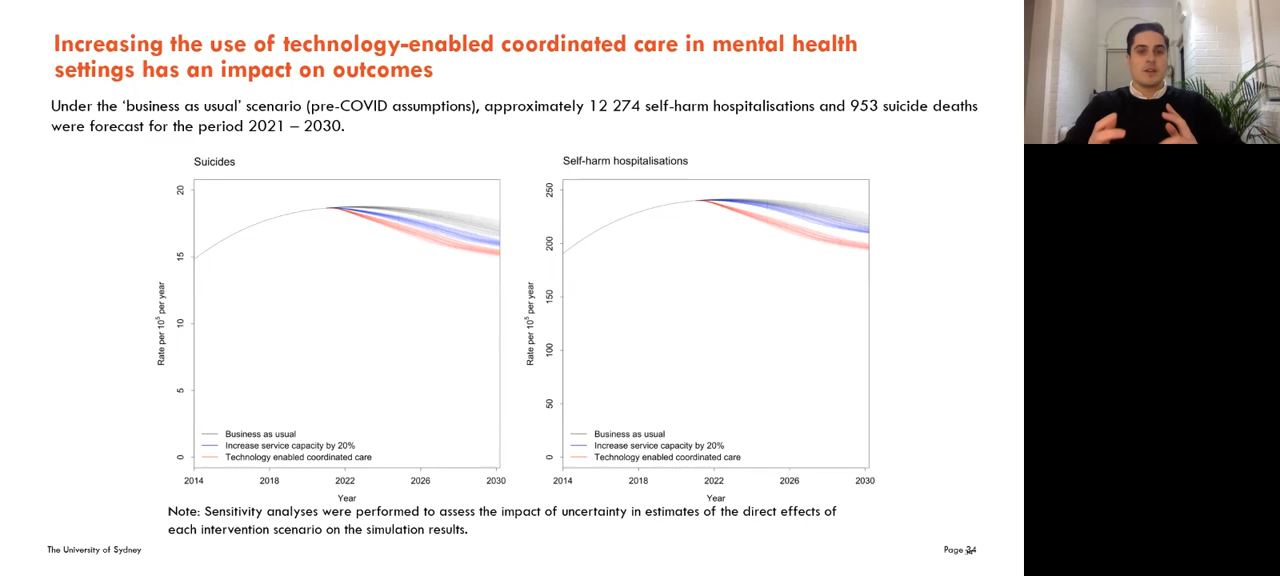 Increasing the use of technology-enabled coordinated care in mental health
settings has an impact on outcomes
Under the 'business as usual' scenario (pre-COVID assumptions), approximately 12 274 self-harm hospitalisations and 953 suicide deaths
were forecast for the period 2021 – 2030.
Suicides
20
15
10
5
0
Rate per 10⁵ per year
Business as usual
Increase service capacity by 20%
Technology enabled coordinated care
2014 2018 2022 2026 2030
Year
Self-harm hospitalisations
250
200
150
100
50
0
Rate per 10⁵ per year
Business as usual
Increase service capacity by 20%
Technology enabled coordinated care
2014 2018 2022 2026 2030
Year
Note: Sensitivity analyses were performed to assess the impact of uncertainty in estimates of the direct effects of
each intervention scenario on the simulation results.
The University of Sydney
Page